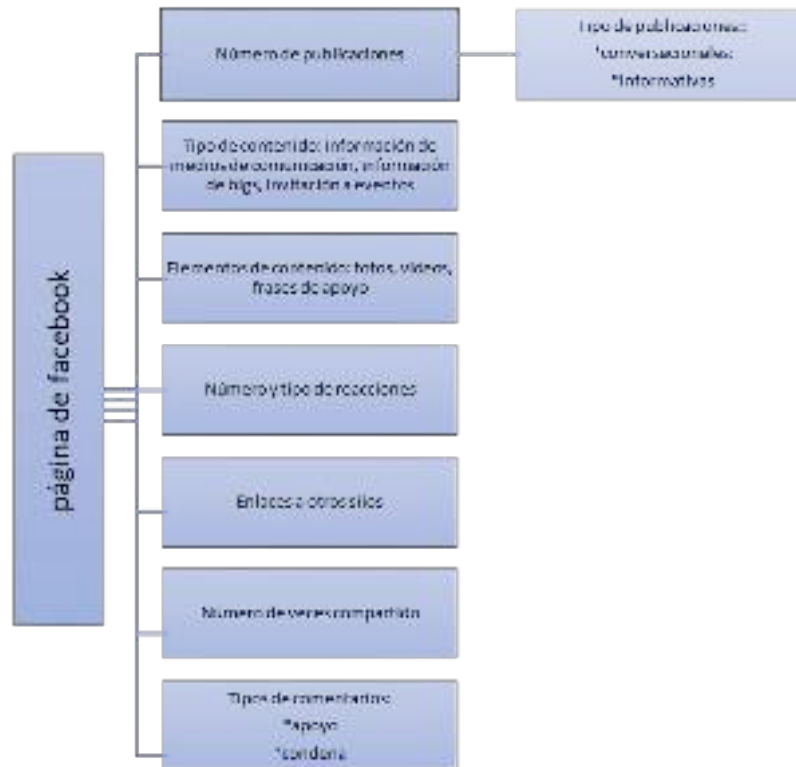 página de facebook
Número de publicaciones
Tipo de publicaciones:
*conversacionales:
*Informativas
Tipo de contenido: información de
medios de comunicación, información
de blgs, invitación a eventos
Elementos de contenido: fotos, videos,
frases de apoyo
Número y tipo de reacciones
Enlaces a otros sitios
Numero de veces compartido
Tipos de comentarios:
*apoyo
*condena